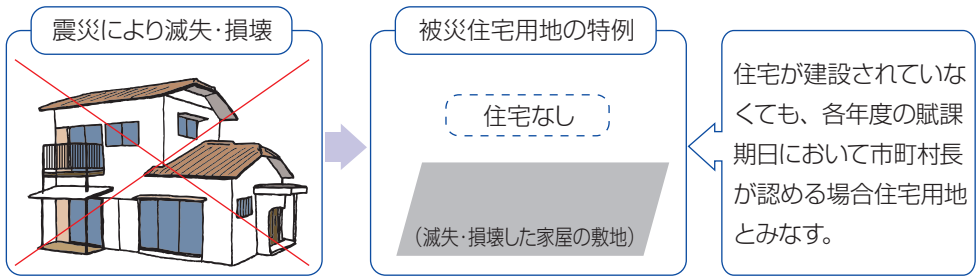 震災により滅失・損壊
被災住宅用地の特例
住宅なし
（滅失・損壊した家屋の敷地）
住宅が建設されていな
くても、各年度の賦課
期日において市町村長
が認める場合住宅用地
とみなす。